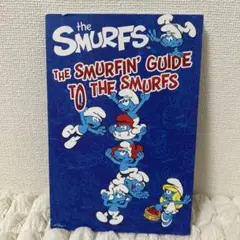 the
SMURFS
THE SMURFIN' GUIDE
TO THE SMURFS